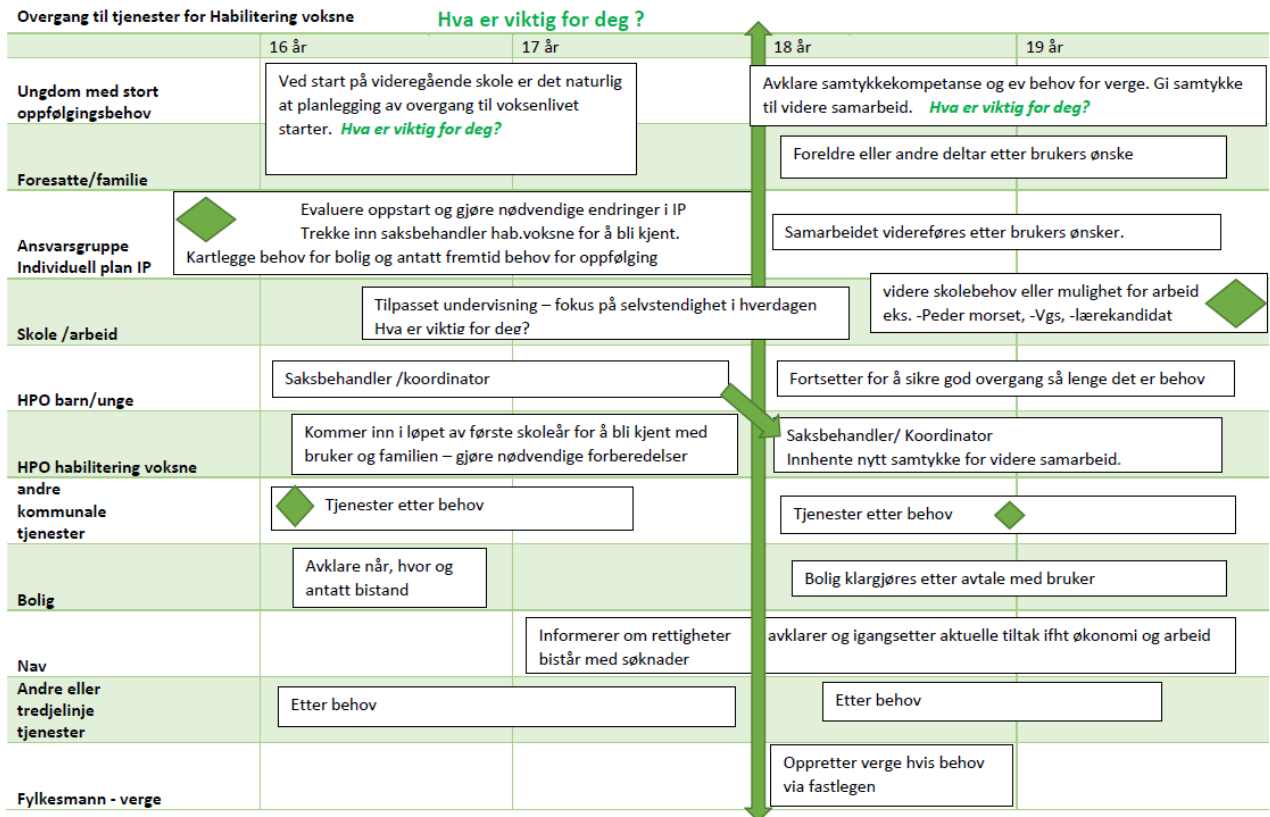 Overgang til tjenester for Habilitering voksne
Hva er viktig for deg ?
16 år
17 år
18 år
19 år
Ungdom med stort
oppfølgingsbehov
Ved start på videregående skole er det naturlig
at planlegging av overgang til voksenlivet
starter. Hva er viktig for deg?
Avklare samtykkekompetanse og ev behov for verge. Gi samtykke
til videre samarbeid. Hva er viktig for deg?
Foresatte/familie
Foreldre eller andre deltar etter brukers ønske
Ansvarsgruppe
Individuell plan IP
Evaluere oppstart og gjøre nødvendige endringer i IP
Trekke inn saksbehandler hab.voksne for å bli kjent.
Kartlegge behov for bolig og antatt fremtid behov for oppfølging
Samarbeidet videreføres etter brukers ønsker.
Skole /arbeid
Tilpasset undervisning – fokus på selvstendighet i hverdagen
Hva er viktig for deg?
videre skolebehov eller mulighet for arbeid
eks. -Peder morset, -Vgs, -lærekandidat
HPO barn/unge
Saksbehandler /koordinator
Fortsetter for å sikre god overgang så lenge det er behov
HPO habilitering voksne
Kommer inn i løpet av første skoleår for å bli kjent med
bruker og familien – gjøre nødvendige forberedelser
Saksbehandler/ Koordinator
Innhente nytt samtykke for videre samarbeid.
andre
kommunale
tjenester
Tjenester etter behov
Tjenester etter behov
Bolig
Avklare når, hvor og
antatt bistand
Bolig klargjøres etter avtale med bruker
Nav
Informerer om rettigheter avklarer og igangsetter aktuelle tiltak ifht økonomi og arbeid
bistår med søknader
Andre eller
tredjelinje
tjenester
Etter behov
Etter behov
Fylkesmann - verge
Oppretter verge hvis behov
via fastlegen